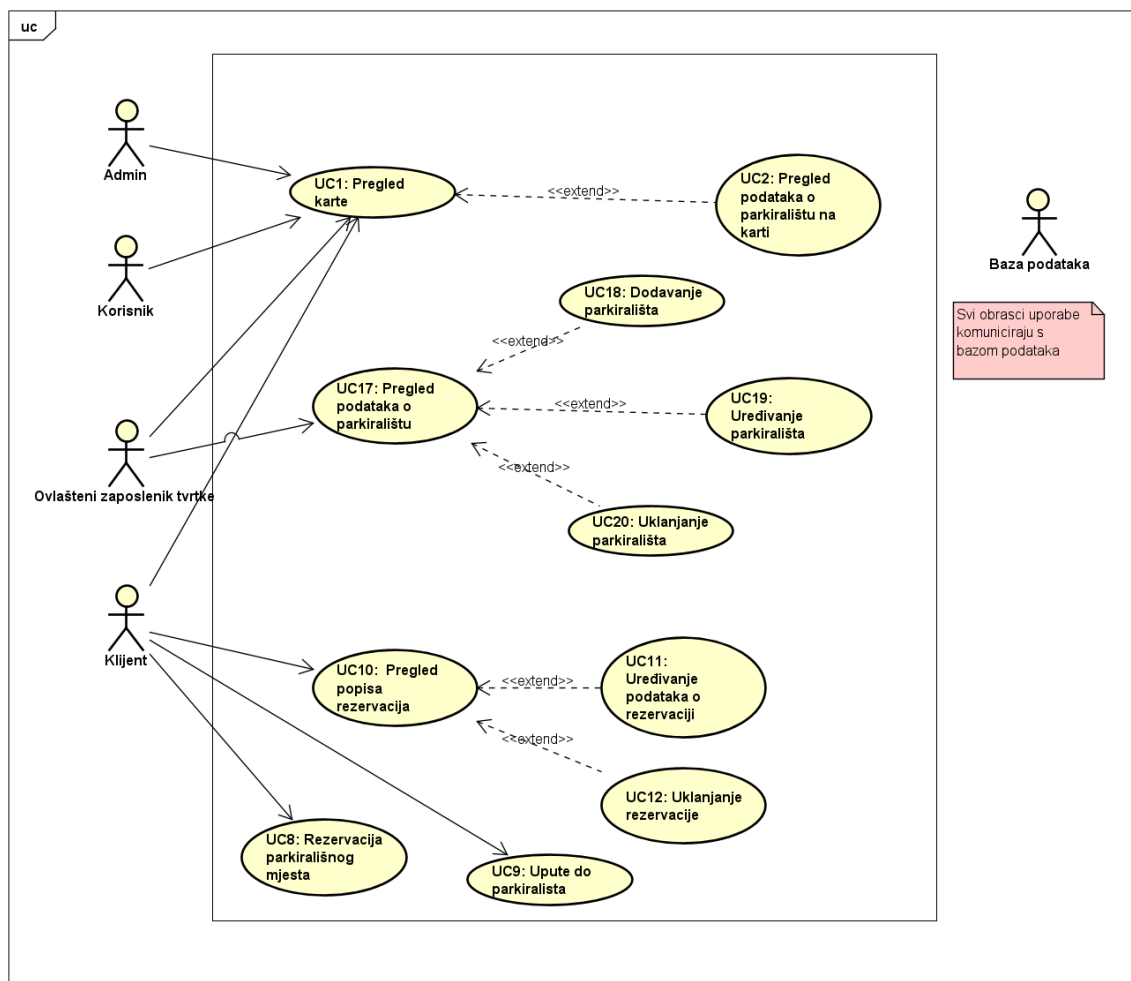 uc
Admin
UC1: Pregled
karte
<<extend>>
UC2: Pregled
podataka o
parkiralištu na
karti
Korisnik
Baza podataka
UC18: Dodavanje
parkirališta
Svi obrasci uporabe
komuniciraju s
bazom podataka
<<extend>>
UC17: Pregled
podataka o
parkiralištu
<<extend>>
UC19:
Uređivanje
parkirališta
Ovlašteni zaposlenik tvrtke
<<extend>>
UC20: Uklanjanje
parkirališta
Klijent
UC10:  Pregled
popisa
rezervacija
<<extend>>
UC11:
Uređivanje
podataka o
rezervaciji
<<extend>>
UC12: Uklanjanje
rezervacije
UC8: Rezervacija
parkirališnog
mjesta
UC9: Upute do
parkiralista